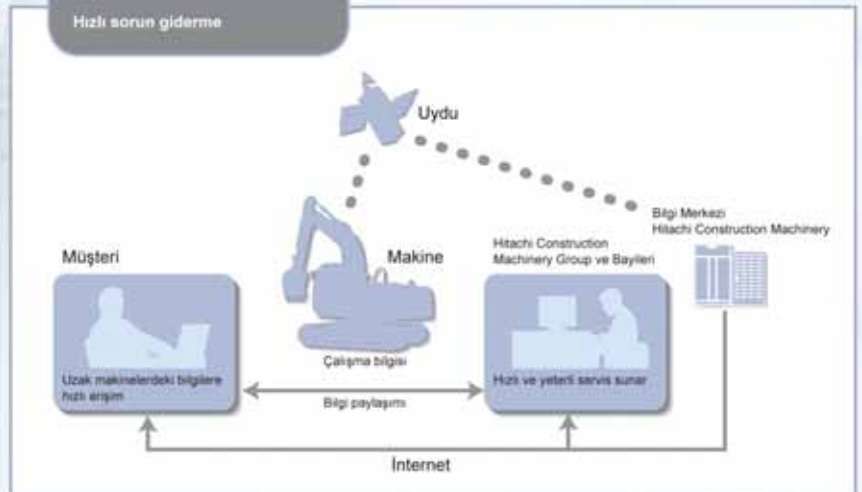 Hızlı sorun giderme
Uydu
Bilgi Merkezi
Hitachi Construction Machinery
Müşteri
Makine
Hitachi Construction
Machinery Group ve Bayileri
Uzak makinelerdeki bilgilere
hızlı erişim
Çalışma bilgisi
Hızlı ve yeterli servis sunar
Bilgi paylaşımı
İnternet